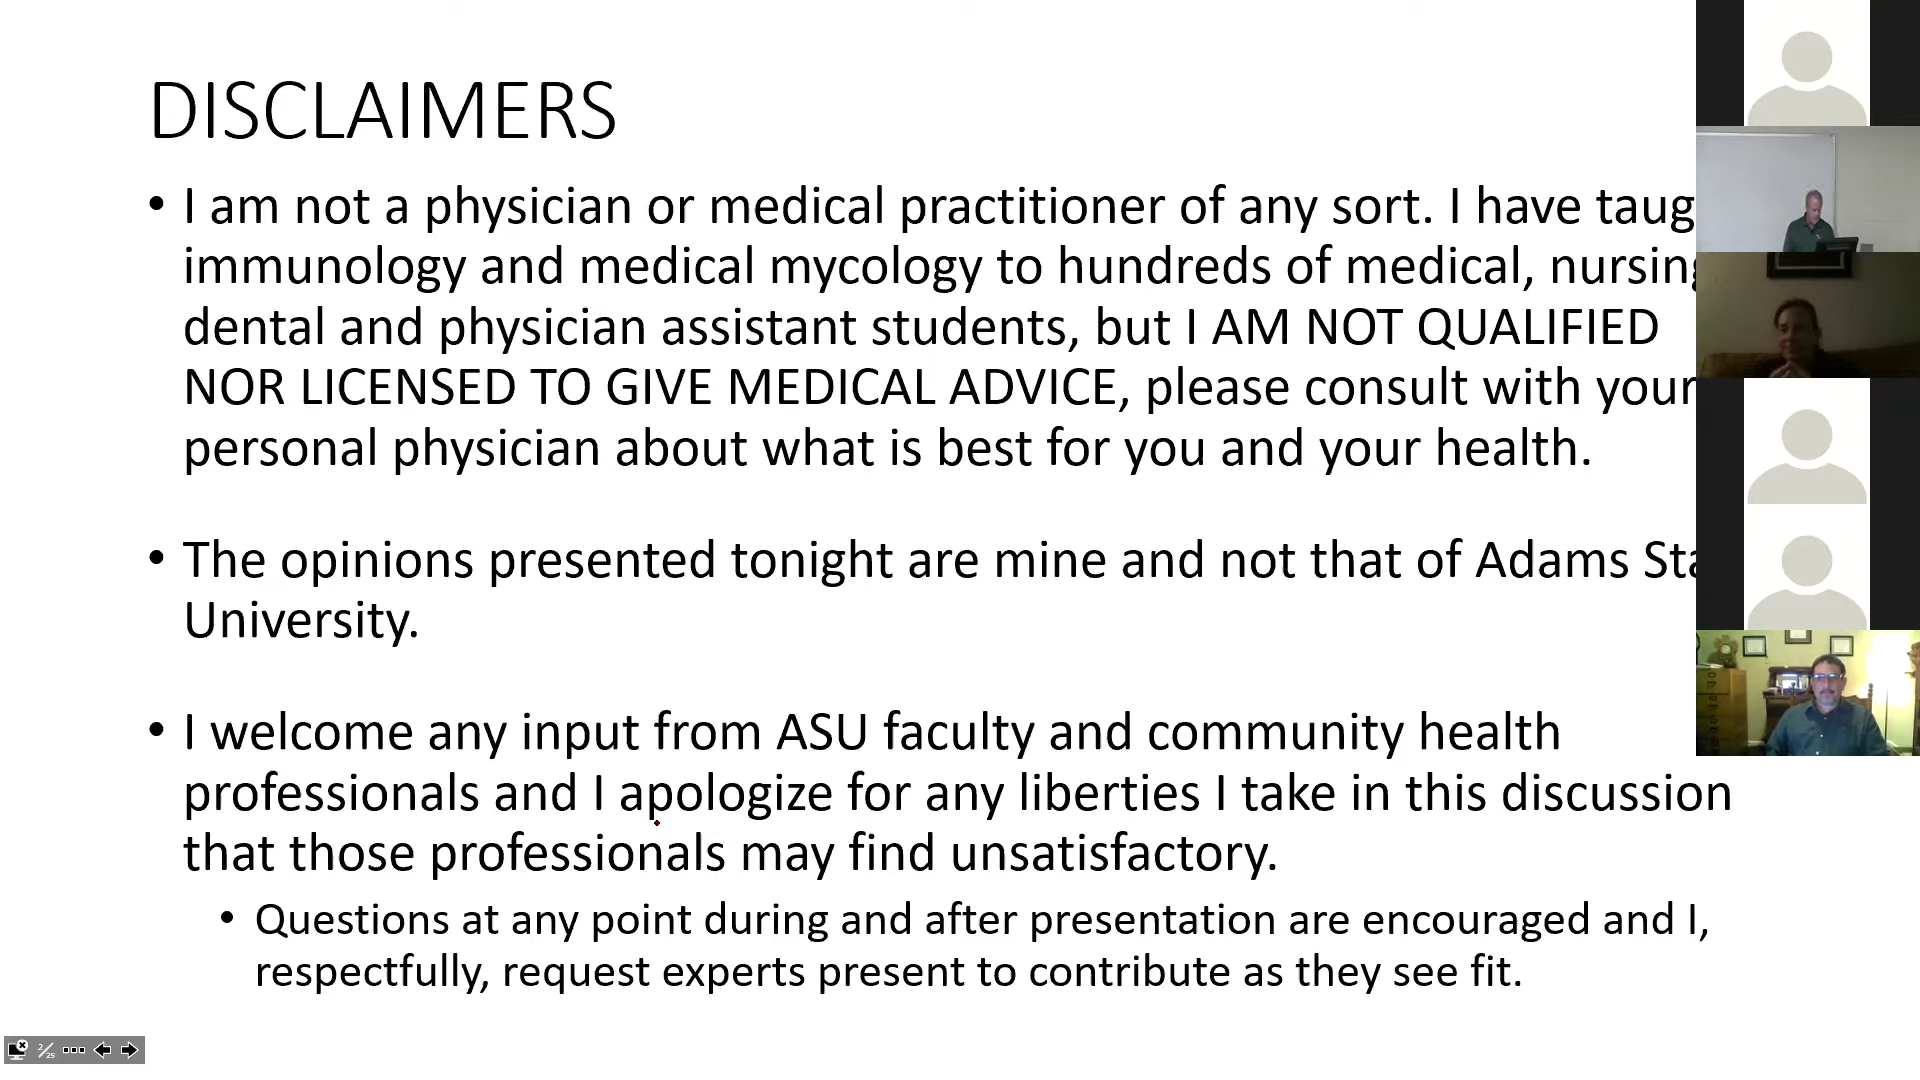 DISCLAIMERS
• I am not a physician or medical practitioner of any sort. I have taug
immunology and medical mycology to hundreds of medical, nursing
dental and physician assistant students, but I AM NOT QUALIFIED
NOR LICENSED TO GIVE MEDICAL ADVICE, please consult with your
personal physician about what is best for you and your health.
• The opinions presented tonight are mine and not that of Adams Sta
University.
• I welcome any input from ASU faculty and community health
professionals and I apologize for any liberties I take in this discussion
that those professionals may find unsatisfactory.
• Questions at any point during and after presentation are encouraged and I,
respectfully, request experts present to contribute as they see fit.
2/25